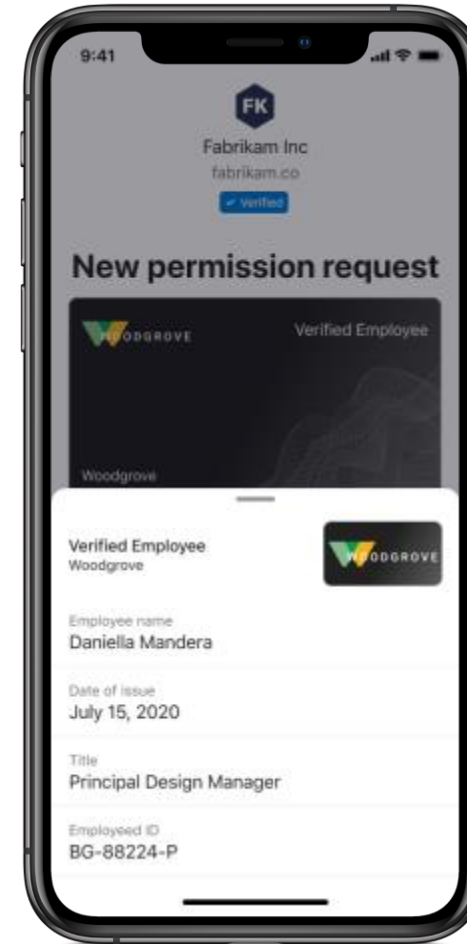 9:41
FK
Fabrikam Inc
fabrikam.co
✓ Verified
New permission request
WOODGROVE
Verified Employee
Woodgrove
Verified Employee
Woodgrove
WOODGROVE
Employee name
Daniella Mandera
Date of issue
July 15, 2020
Title
Principal Design Manager
Employeed ID
BG-88224-P